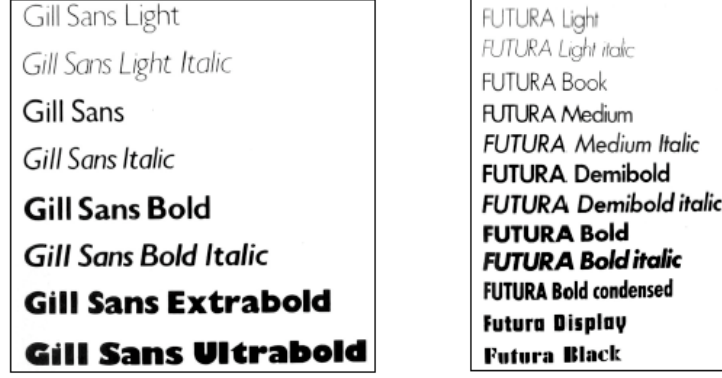 Gill Sans Light
Gill Sans Light Italic
Gill Sans
Gill Sans Italic
Gill Sans Bold
Gill Sans Bold Italic
Gill Sans Extrabold
Gill Sans Ultrabold
FUTURA Light
FUTURA Light italic
FUTURA Book
FUTURA Medium
FUTURA Medium Italic
FUTURA Demibold
FUTURA Demibold italic
FUTURA Bold
FUTURA Bold italic
FUTURA Bold condensed
Futura Display
Futura Black